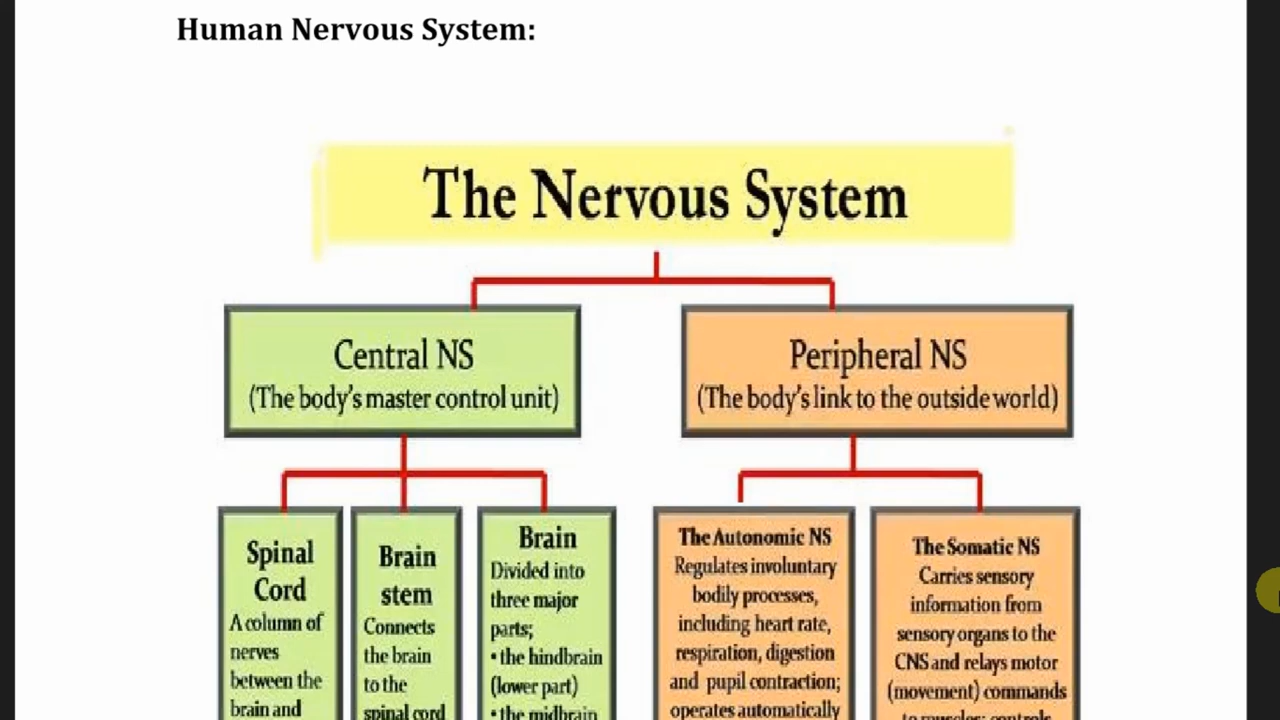 Human Nervous System:
The Nervous System
Central NS
(The body's master control unit)
Peripheral NS
(The body's link to the outside world)
Spinal
Cord
A column of
nerves
between the
brain and
Brain
stem
Connects
the brain
to the
spinal cord
Brain
Divided into
three major
parts;
• the hindbrain
(lower part)
• the midbrain
The Autonomic NS
Regulates involuntary
bodily processes,
including heart rate,
respiration, digestion
and pupil contraction;
operates automatically
The Somatic NS
Carries sensory
information from
sensory organs to the
CNS and relays motor
(movement) commands
to muscles; controls